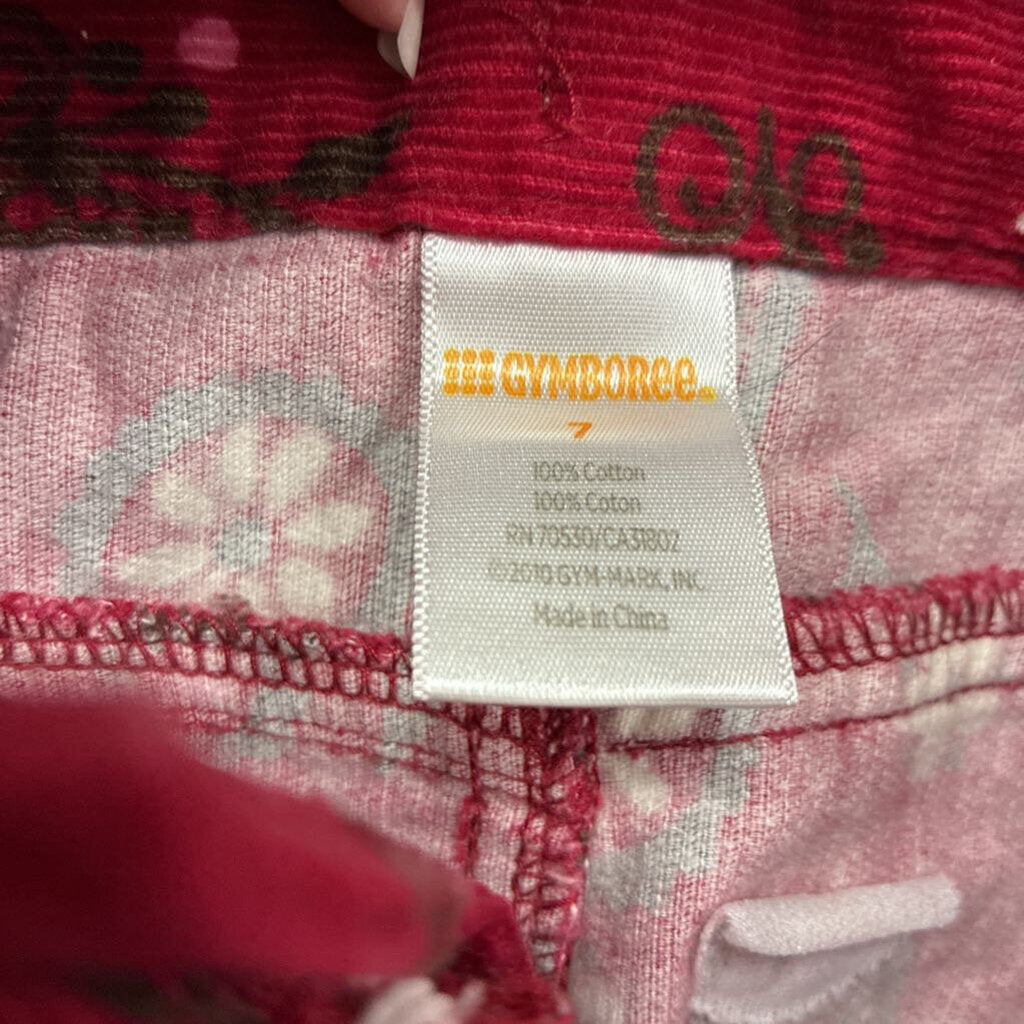 GYMBOREE
7
100% Cotton
100% Coton
RN 70530/CA31802
©2010 GYM-MARK, INC.
Made in China